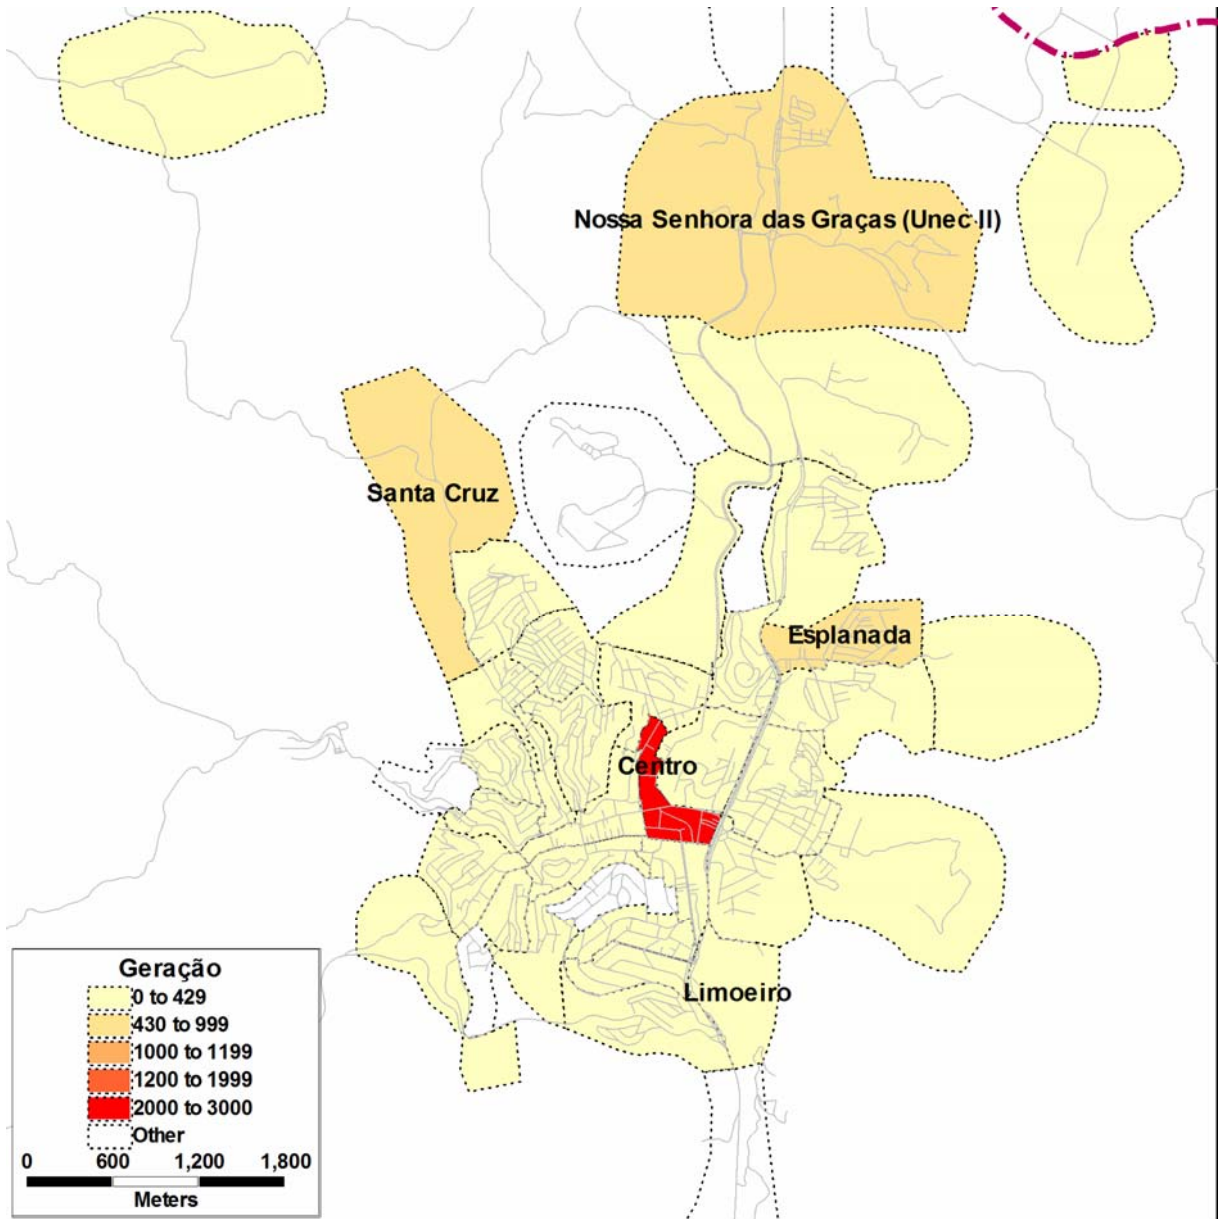 Nossa Senhora das Graças (Unec II)
Santa Cruz
Esplanada
Centro
Limoeiro
Geração
0 to 429
430 to 999
1000 to 1199
1200 to 1999
2000 to 3000
Other
0 600 1,200 1,800
Meters